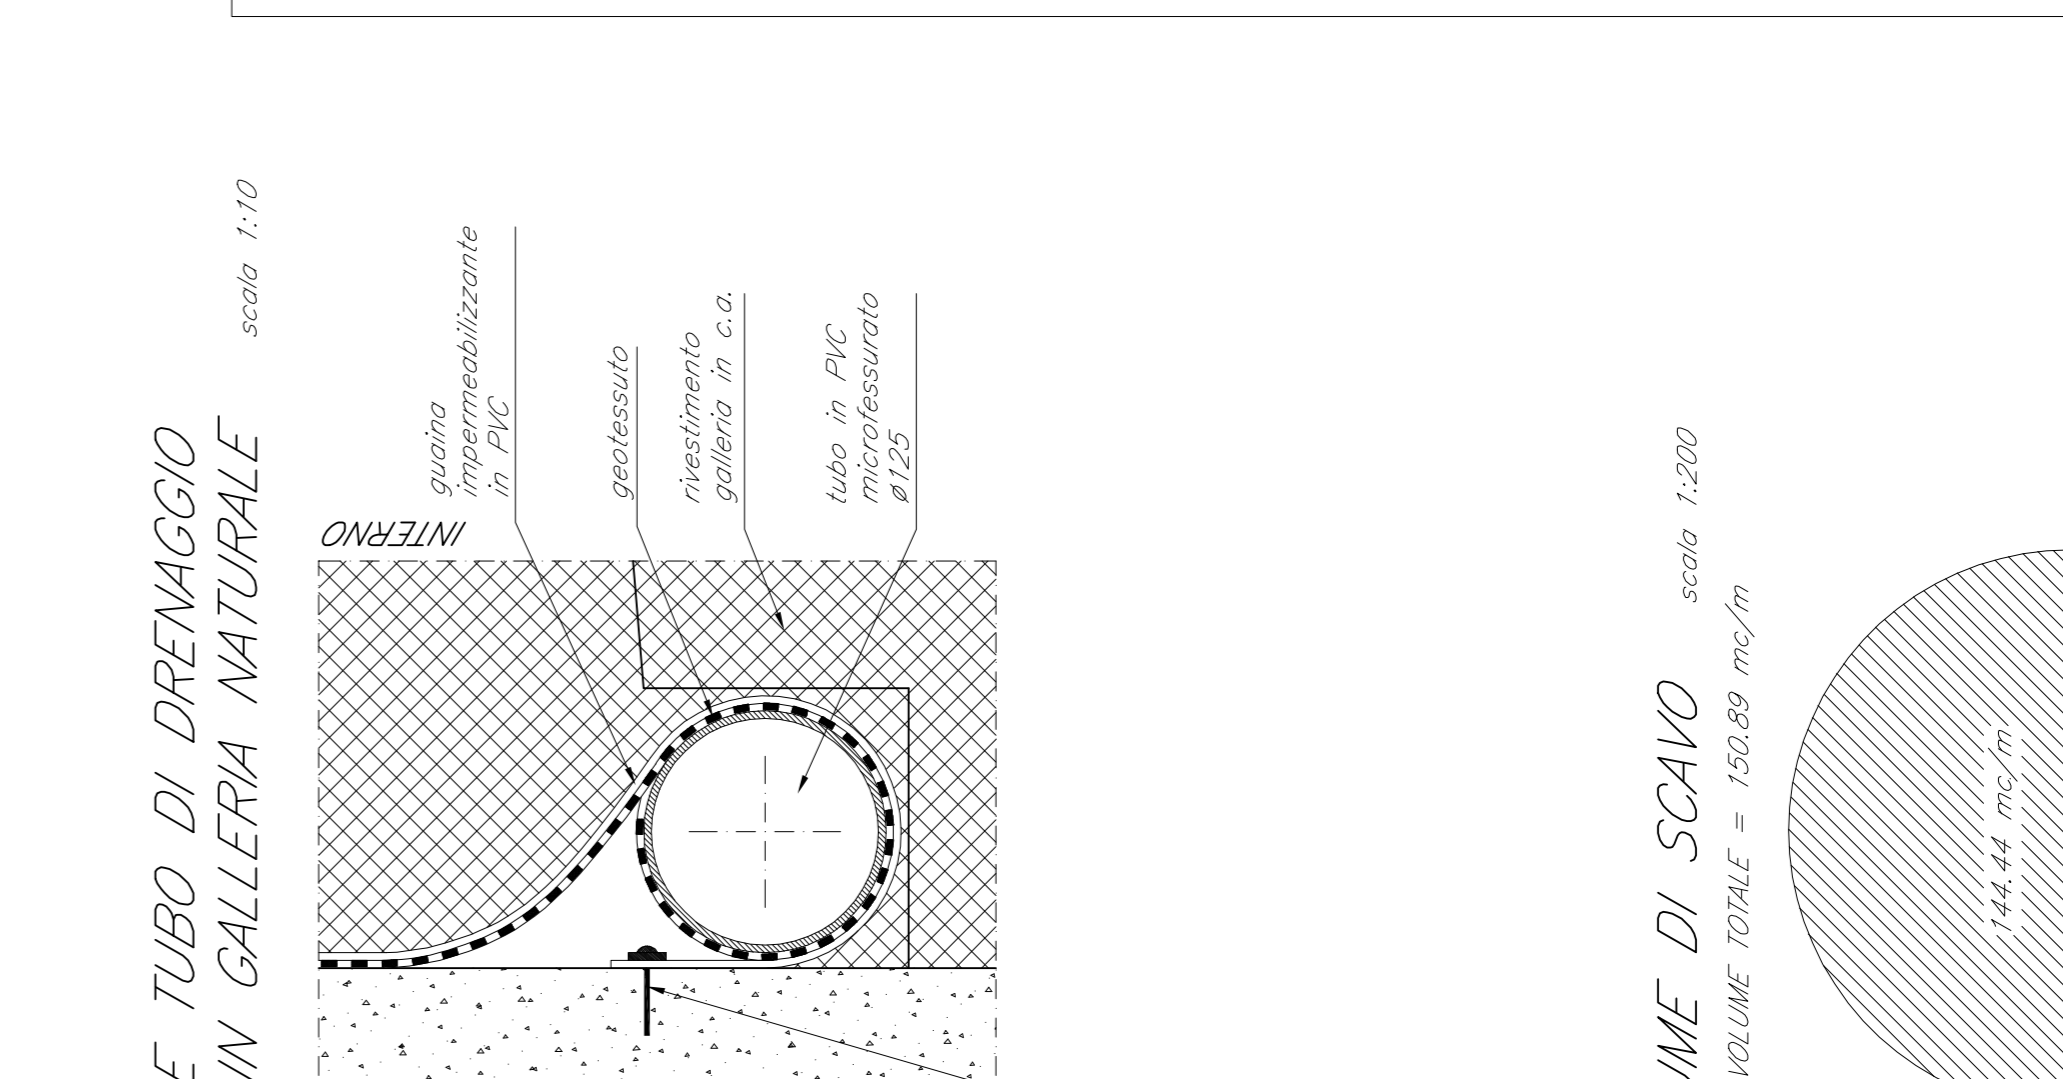 E TUBO DI DRENAGGIO
IN GALLERIA NATURALE
scala 1:10
guaina
impermeabilizzante
in PVC
geotessuto
rivestimento
galleria in c.a.
tubo in PVC
microfessurato
ø125
INTERNO
UME DI SCAVO
scala 1:200
VOLUME TOTALE = 150.89 mc/m
144.44 mc/m